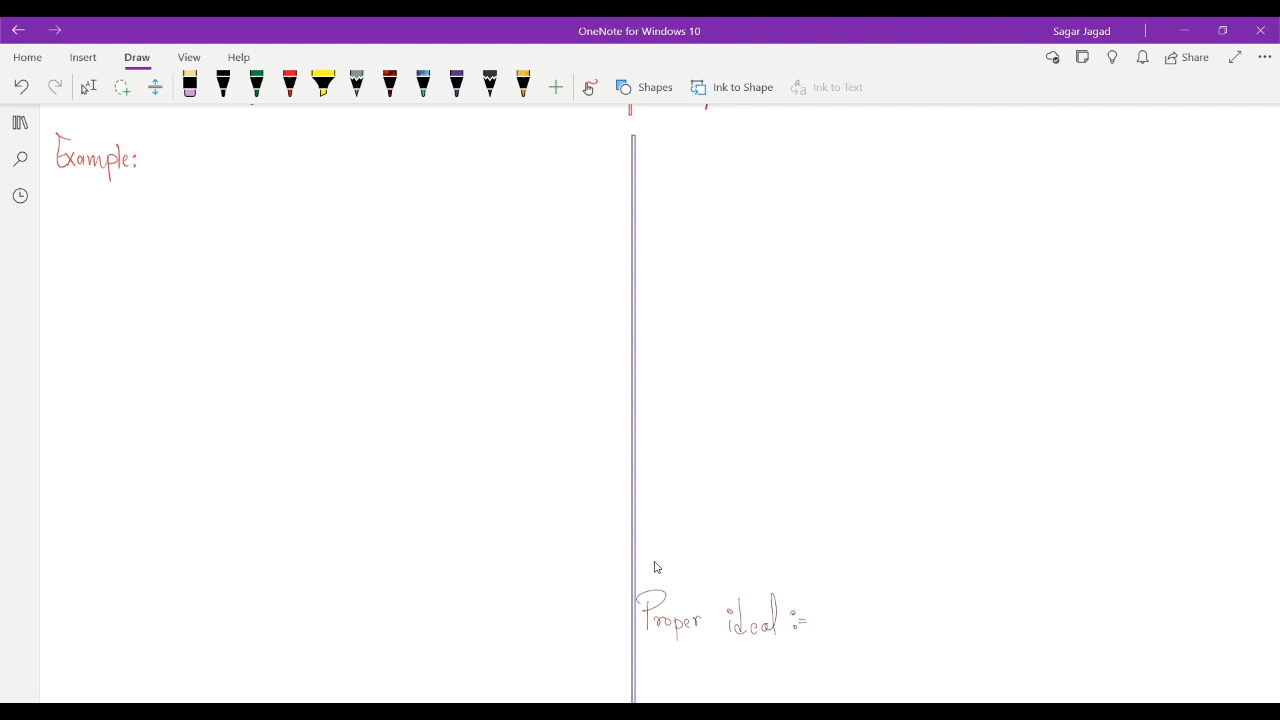 OneNote for Windows 10
Sagar Jagad
Home Insert Draw View Help
Share
Shapes Ink to Shape Ink to Text
Example:
Proper ideal :=